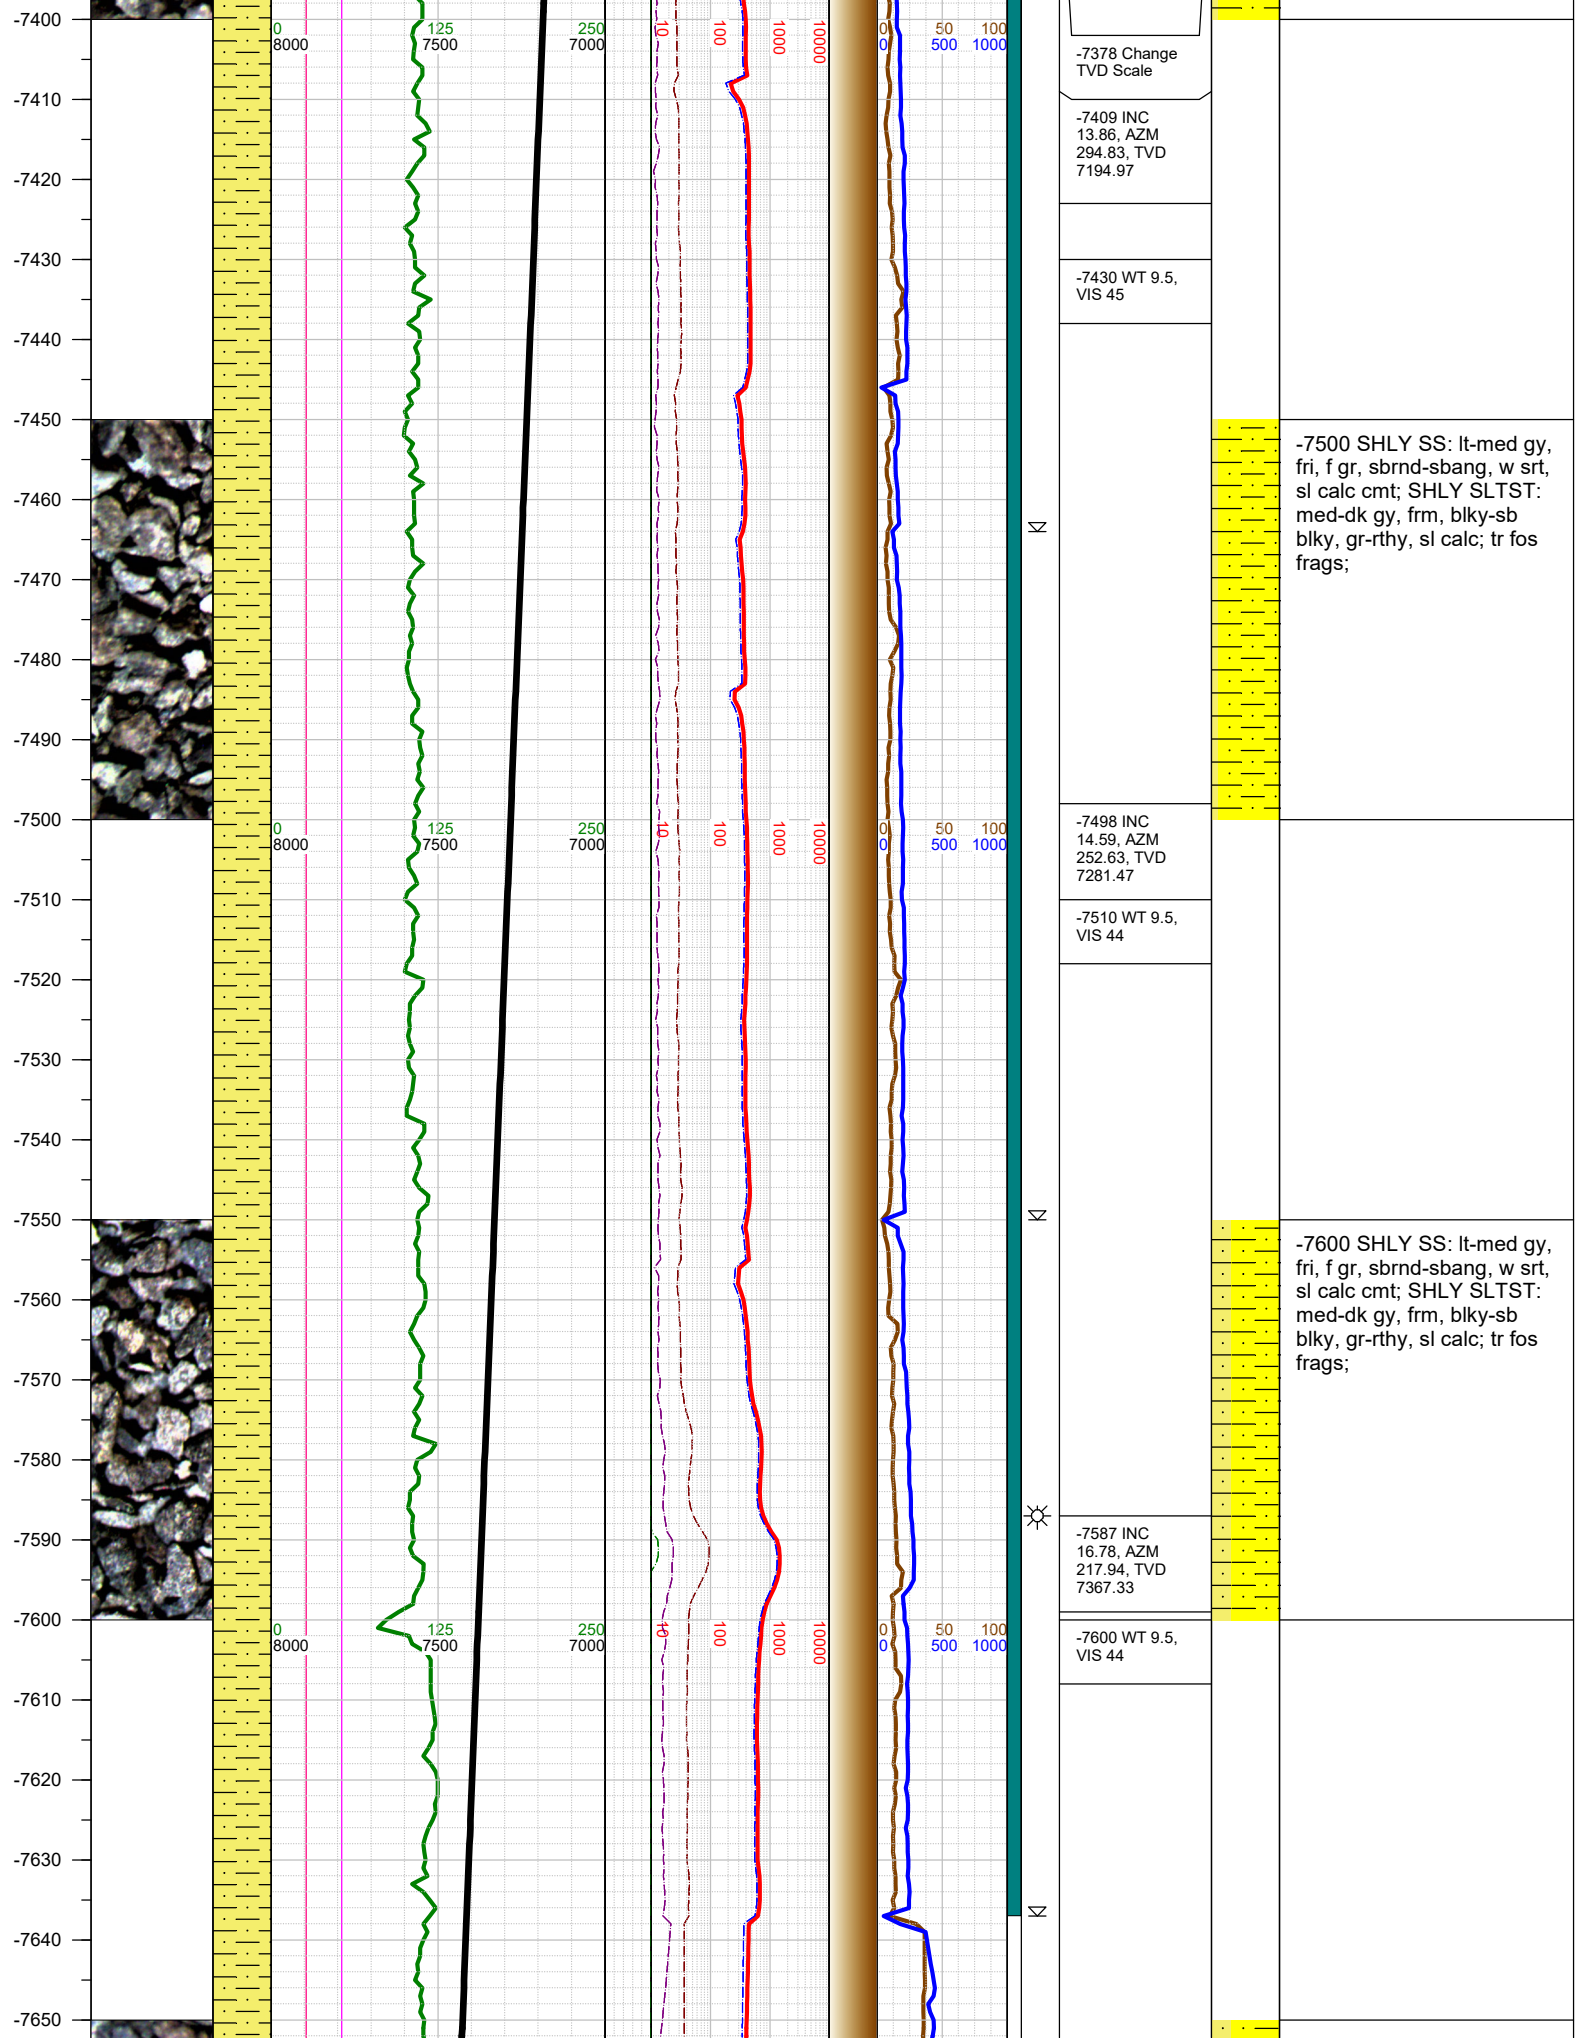 -7400
0 125 250
8000 7500 7000
10 100 1000 10000
0 50 100
0 500 1000
-7378 Change
TVD Scale
-7410
-7409 INC
13.86, AZM
294.83, TVD
7194.97
-7420
-7430
-7430 WT 9.5,
VIS 45
-7440
-7450
-7500 SHLY SS: lt-med gy,
fri, f gr, sbrnd-sbang, w srt,
sl calc cmt; SHLY SLTST:
med-dk gy, frm, blky-sb
blky, gr-rthy, sl calc; tr fos
frags;
-7460
-7470
-7480
-7490
-7500
0 125 250
8000 7500 7000
10 100 1000 10000
0 50 100
0 500 1000
-7498 INC
14.59, AZM
252.63, TVD
7281.47
-7510
-7510 WT 9.5,
VIS 44
-7520
-7530
-7540
-7550
-7600 SHLY SS: lt-med gy,
fri, f gr, sbrnd-sbang, w srt,
sl calc cmt; SHLY SLTST:
med-dk gy, frm, blky-sb
blky, gr-rthy, sl calc; tr fos
frags;
-7560
-7570
-7580
-7590
-7587 INC
16.78, AZM
217.94, TVD
7367.33
-7600
0 125 250
8000 7500 7000
10 100 1000 10000
0 50 100
0 500 1000
-7600 WT 9.5,
VIS 44
-7610
-7620
-7630
-7640
-7650